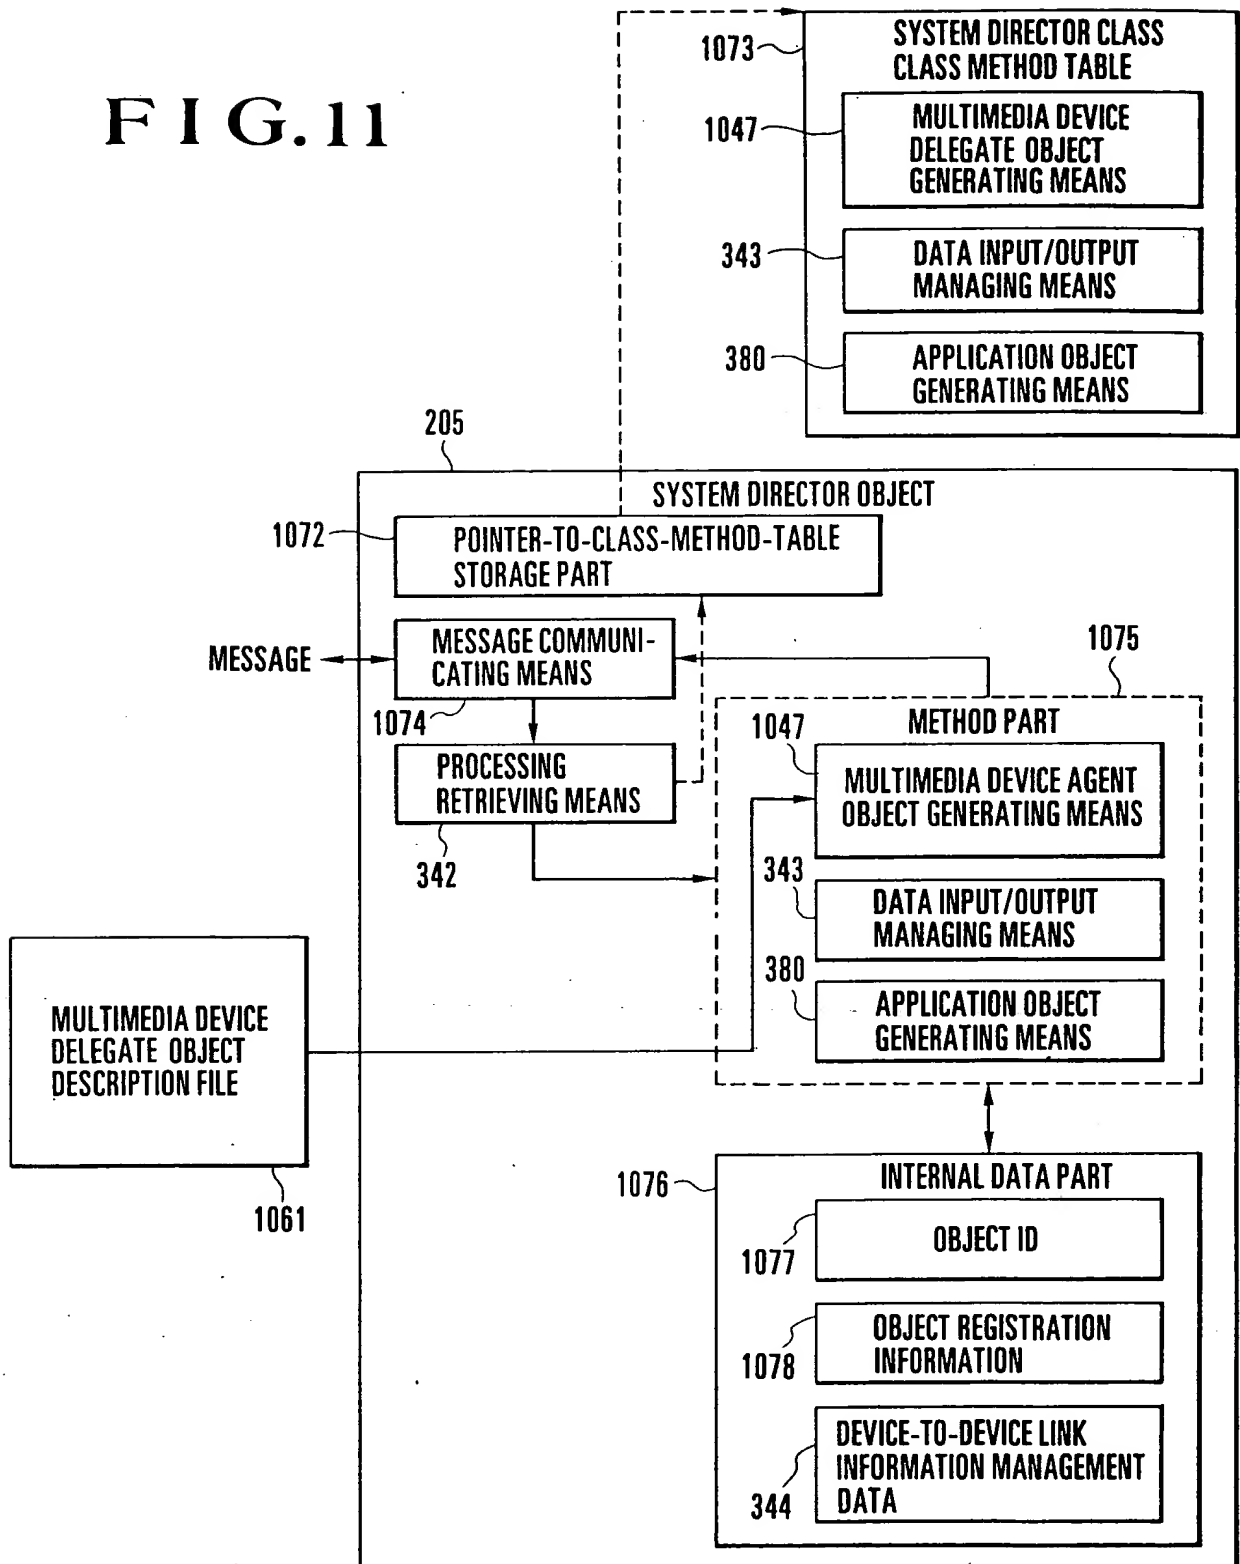 FIG.11
1073
SYSTEM DIRECTOR CLASS
CLASS METHOD TABLE
1047
MULTIMEDIA DEVICE
DELEGATE OBJECT
GENERATING MEANS
343
DATA INPUT/OUTPUT
MANAGING MEANS
380
APPLICATION OBJECT
GENERATING MEANS
205
SYSTEM DIRECTOR OBJECT
1072
POINTER-TO-CLASS-METHOD-TABLE
STORAGE PART
MESSAGE
MESSAGE COMMUNI-
CATING MEANS
1074
PROCESSING
RETRIEVING MEANS
342
1075
METHOD PART
1047
MULTIMEDIA DEVICE AGENT
OBJECT GENERATING MEANS
343
DATA INPUT/OUTPUT
MANAGING MEANS
380
APPLICATION OBJECT
GENERATING MEANS
MULTIMEDIA DEVICE
DELEGATE OBJECT
DESCRIPTION FILE
1061
1076
INTERNAL DATA PART
1077
OBJECT ID
1078
OBJECT REGISTRATION
INFORMATION
344
DEVICE-TO-DEVICE LINK
INFORMATION MANAGEMENT
DATA